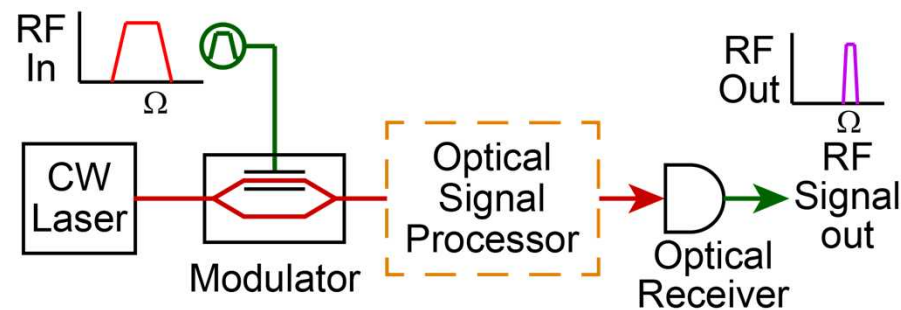 RF
In
Ω
CW
Laser
Modulator
Optical
Signal
Processor
Optical
Receiver
RF
Out
Ω
RF
Signal
out